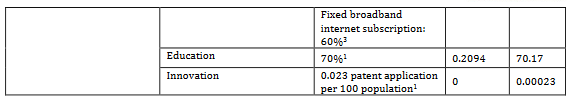 Fixed broadband
internet subscription:
60%³
Education 70%¹ 0.2094 70.17
Innovation 0.023 patent application 0 0.00023
per 100 population¹